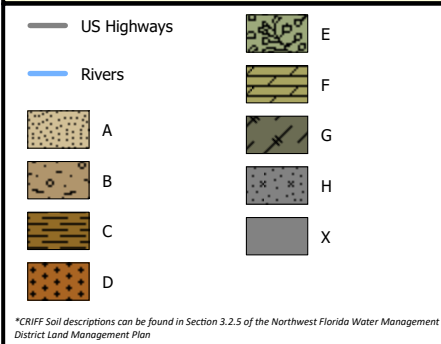 US Highways
Rivers
A
B
C
D
E
F
G
H
X
*CRIFF Soil descriptions can be found in Section 3.2.5 of the Northwest Florida Water Management
District Land Management Plan